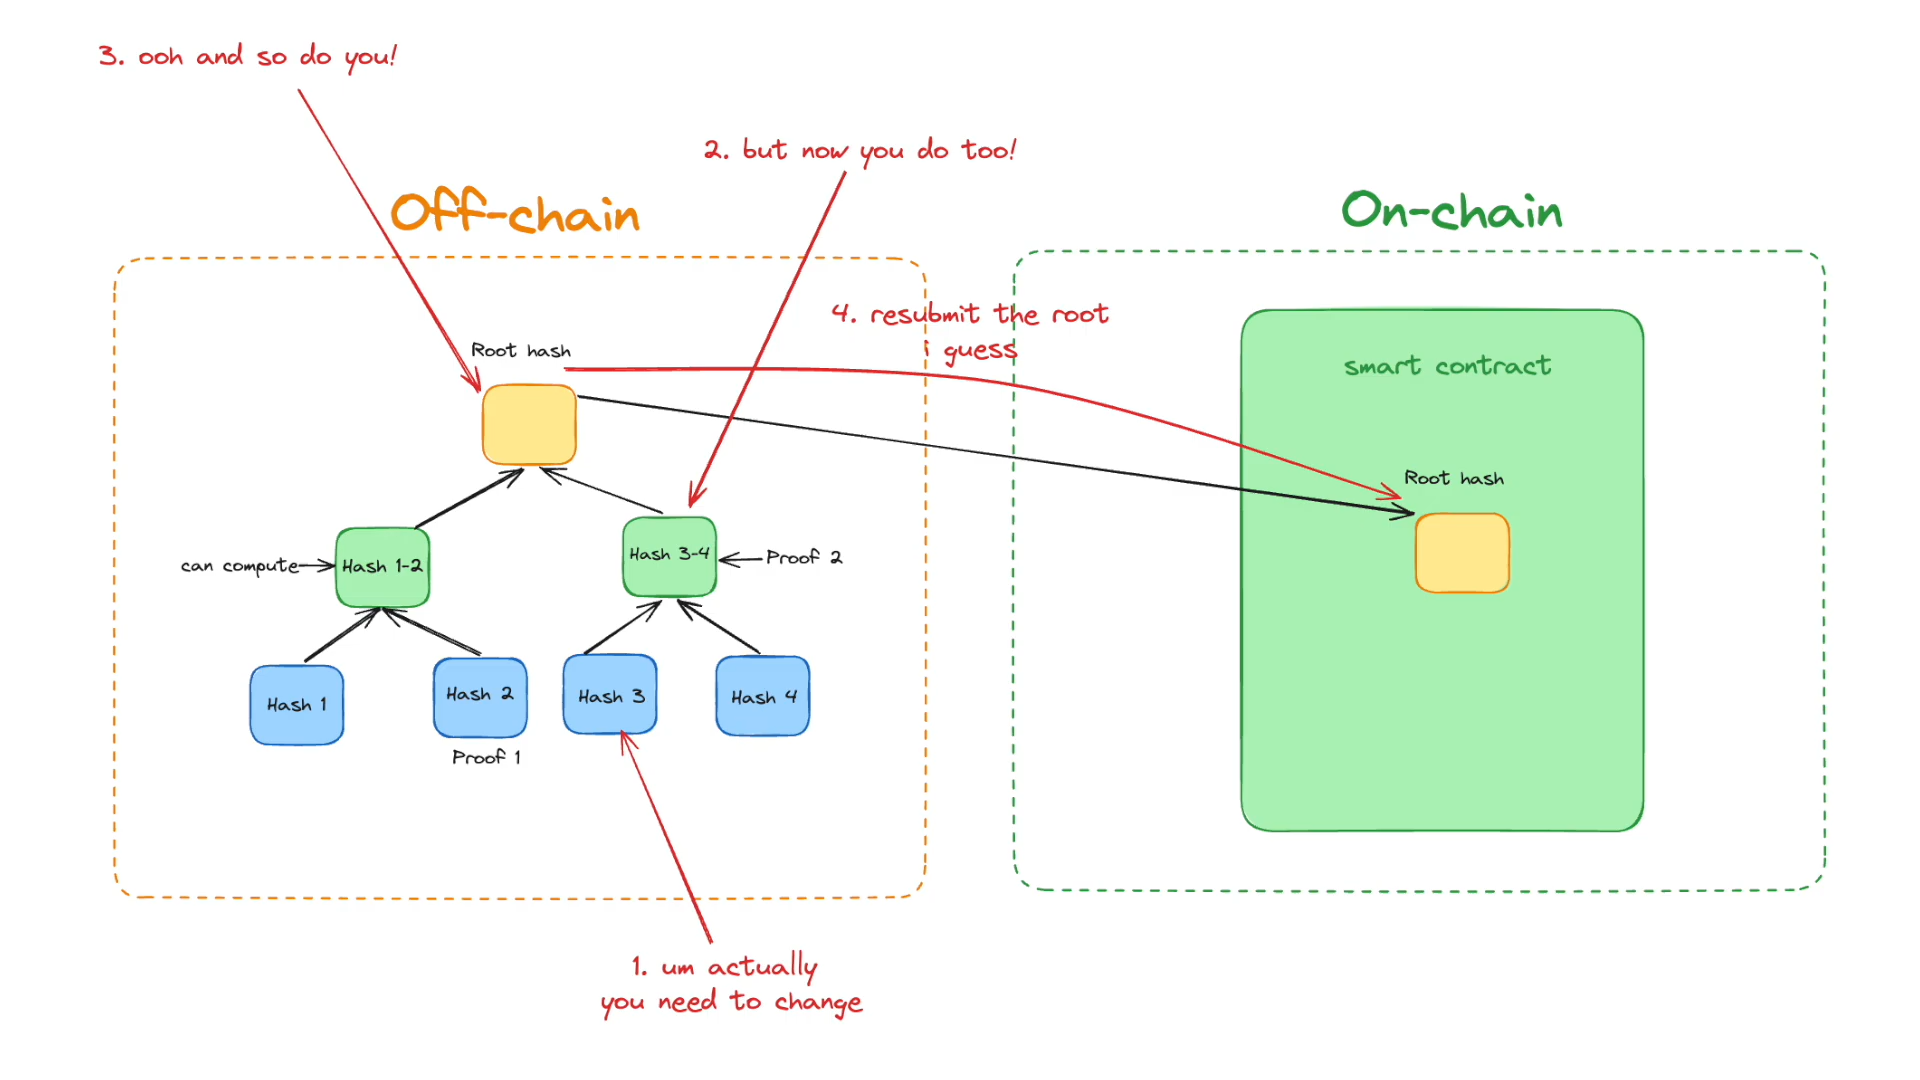 3. ooh and so do you!
2. but now you do too!
Off-chain
On-chain
4. resubmit the root
i guess
Root hash
smart contract
Root hash
can compute
Hash 1-2
Hash 3-4
Proof 2
Hash 1
Hash 2
Hash 3
Hash 4
Proof 1
1. um actually
you need to change